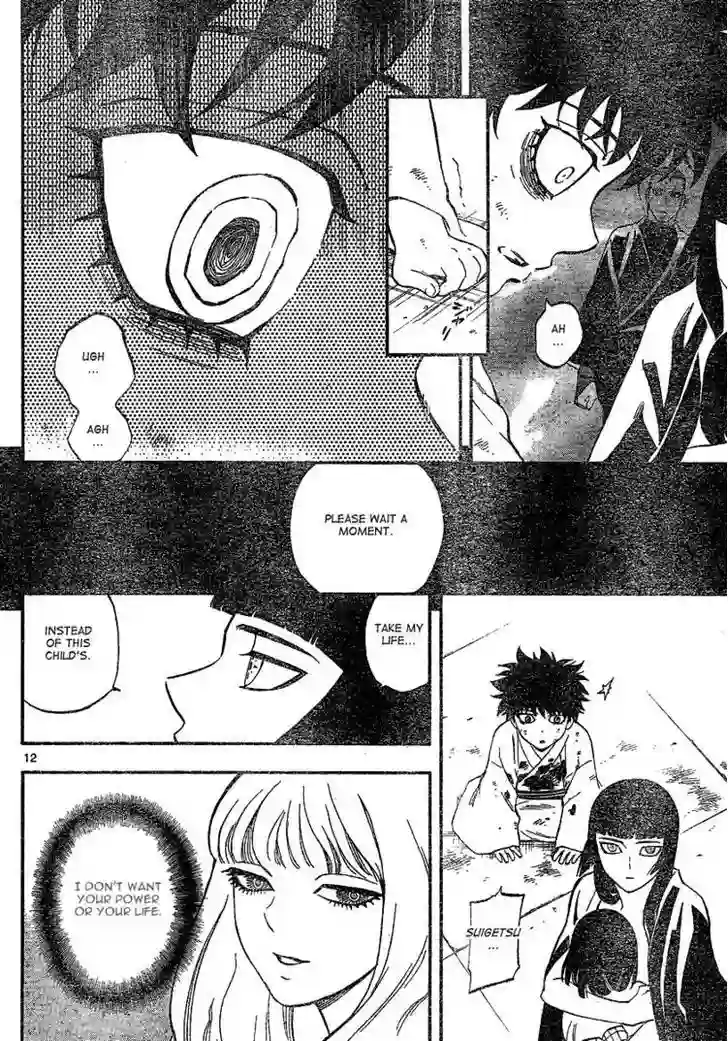 AH
...
UGH
...
AGH
...
PLEASE WAIT A
MOMENT.
TAKE MY
LIFE...
INSTEAD
OF THIS
CHILD'S.
SUIGETSU
...
I DON'T WANT
YOUR POWER
OR YOUR LIFE.
12